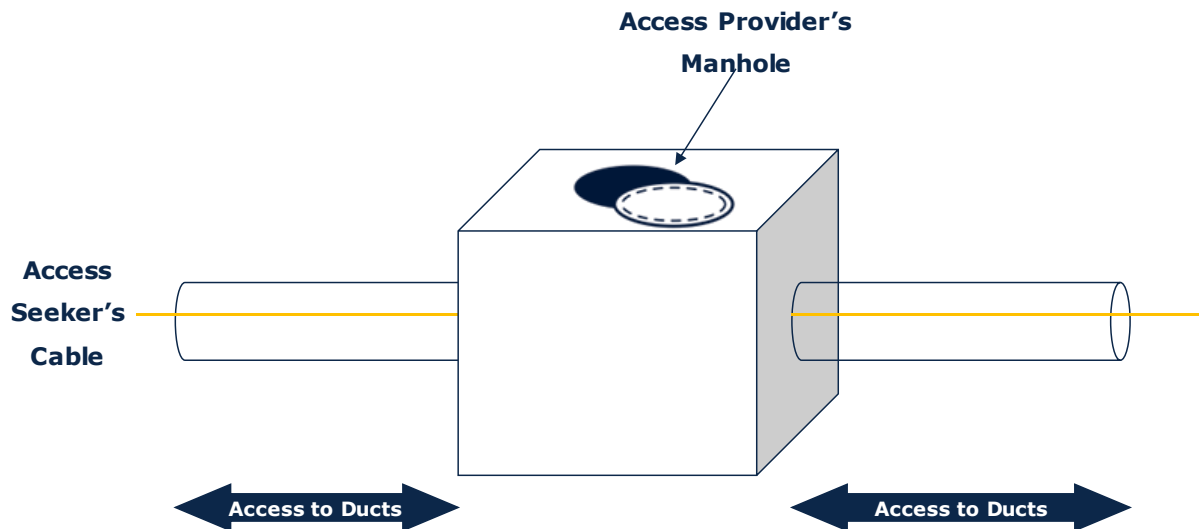 Access Provider’s
Manhole
Access
Seeker’s
Cable
Access to Ducts
Access to Ducts